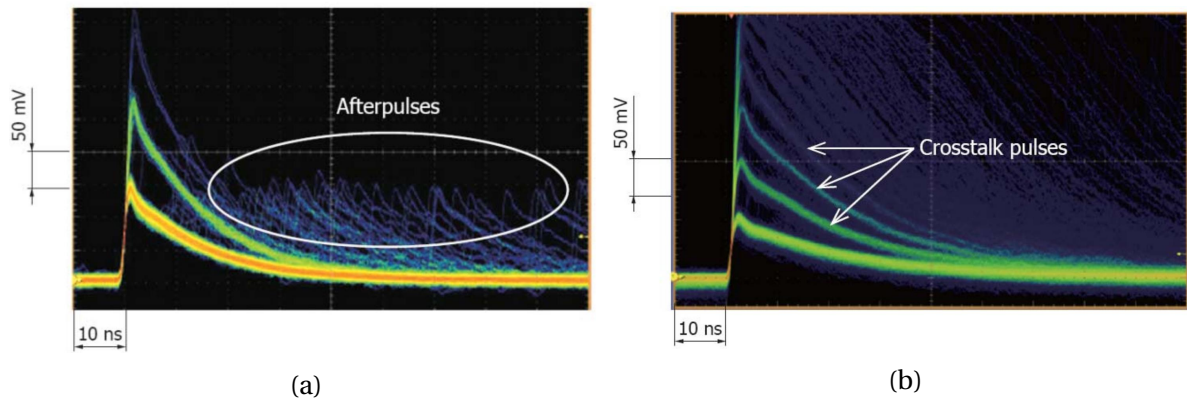 50 mV
Afterpulses
10 ns
(a)
50 mV
Crosstalk pulses
10 ns
(b)